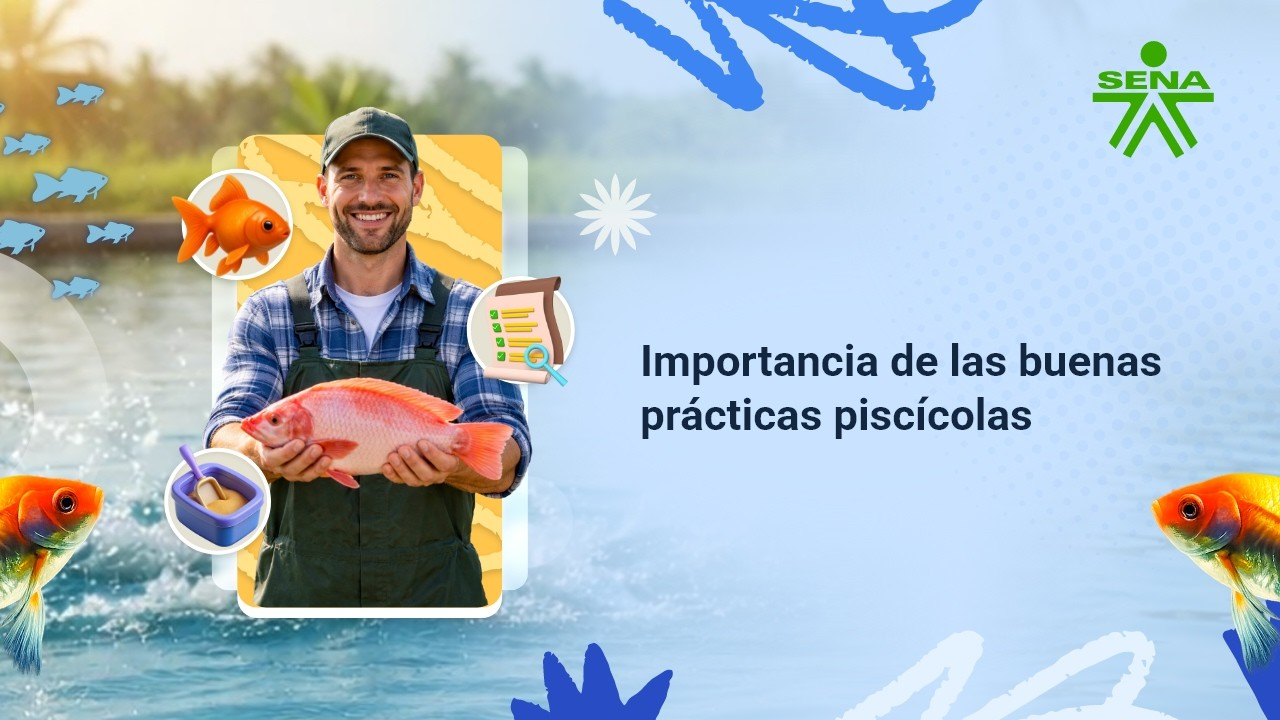 SENA
Importancia de las buenas
prácticas piscícolas